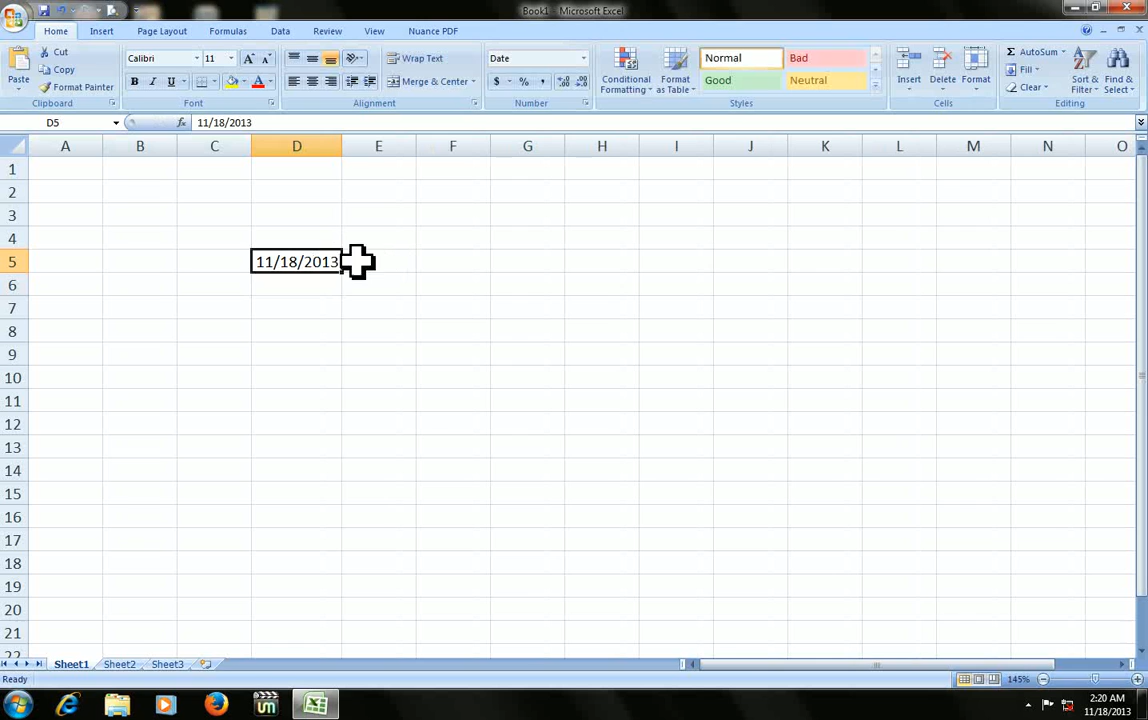 Book1 - Microsoft Excel
Home Insert Page Layout Formulas Data Review View Nuance PDF
Paste
Cut
Copy
Format Painter
Clipboard
Calibri 11
B I U
Font
Wrap Text
Merge & Center
Alignment
Date
$ % ,
Number
Conditional Formatting
Format as Table
Normal Bad
Good Neutral
Styles
Insert Delete Format
Cells
AutoSum
Fill
Clear
Sort & Filter
Find & Select
Editing
D5 fx 11/18/2013
A B C D E F G H I J K L M N O
1
2
3
4
5 11/18/2013
6
7
8
9
10
11
12
13
14
15
16
17
18
19
20
21
22
Sheet1 Sheet2 Sheet3
Ready 145%
um
2:20 AM
11/18/2013